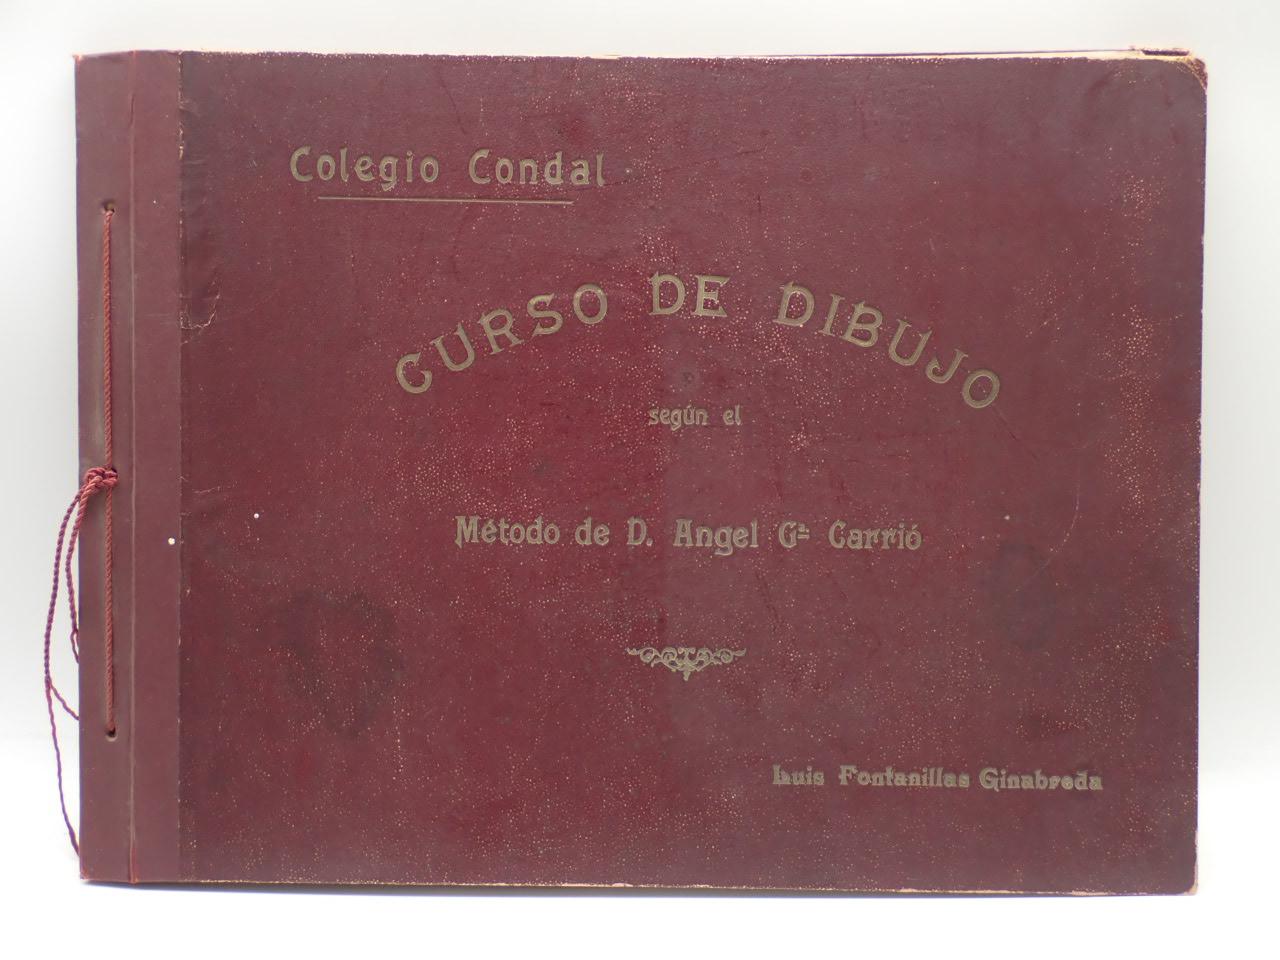 Colegio Condal
CURSO DE DIBUJO
según el
Método de D. Angel Gª Carrió
Luis Fontanillas Ginabreda